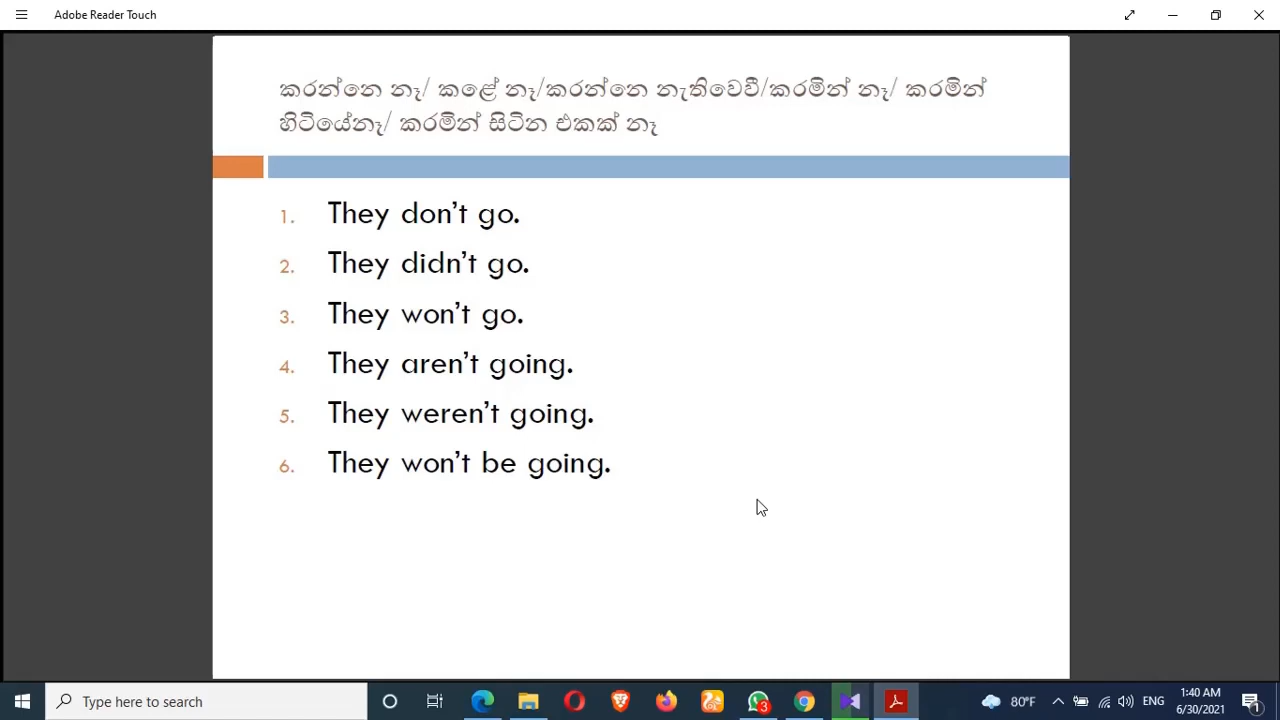 Adobe Reader Touch
කරන්නෙ නෑ/ කළේ නෑ/කරන්නෙ නැතිවෙවී/කරමින් නෑ/ කරමින්
හිටියේනෑ/ කරමින් සිටින එකක් නෑ
1. They don’t go.
2. They didn’t go.
3. They won’t go.
4. They aren’t going.
5. They weren’t going.
6. They won’t be going.
Type here to search
3
80°F
ENG
1:40 AM
6/30/2021
1